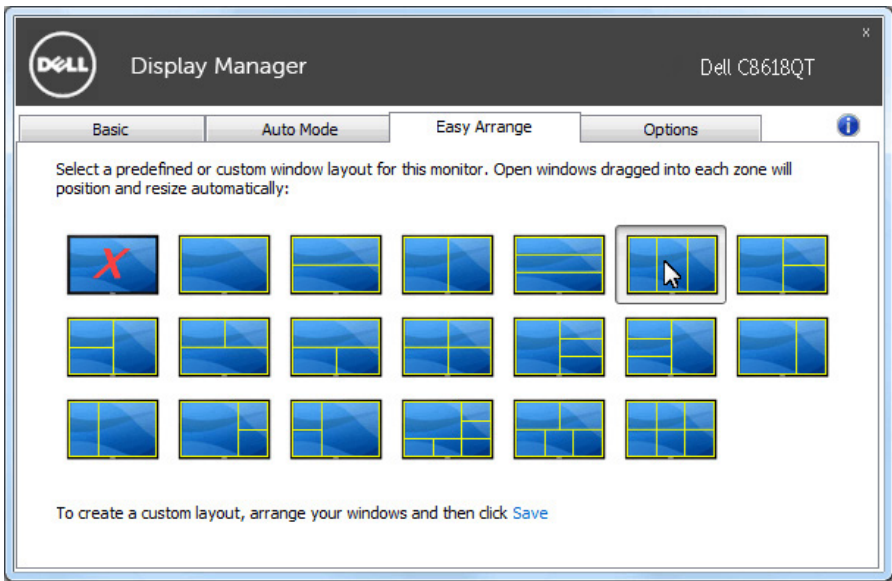 DELL
Display Manager
Dell C8618QT
x
Basic
Auto Mode
Easy Arrange
Options
i
Select a predefined or custom window layout for this monitor. Open windows dragged into each zone will
position and resize automatically:
X
To create a custom layout, arrange your windows and then click Save